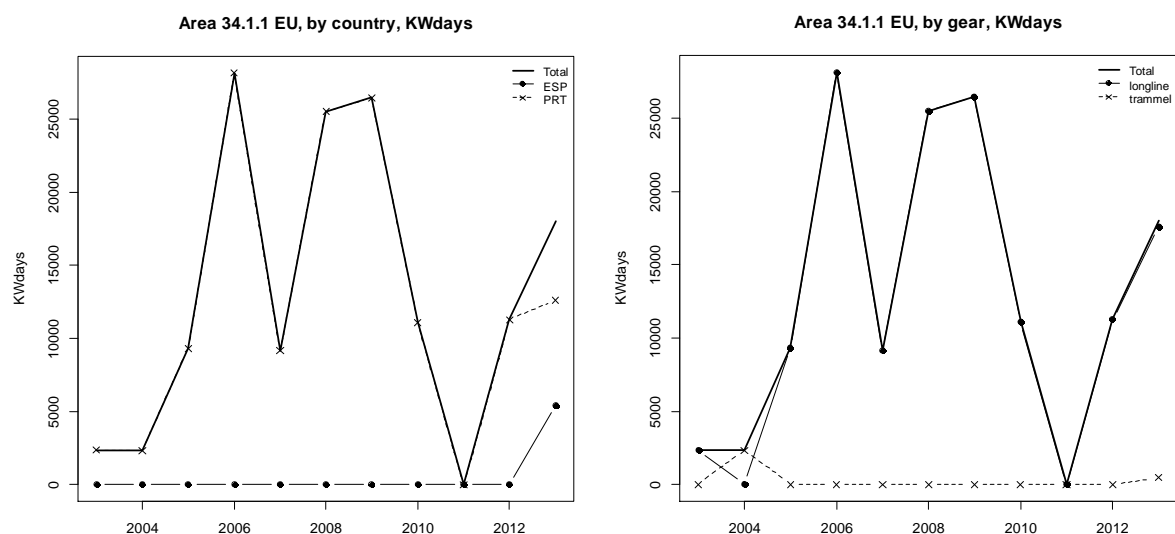 Area 34.1.1 EU, by country, KWdays
KWdays
25000
20000
15000
10000
5000
0
Total
ESP
PRT
2004
2006
2008
2010
2012
Area 34.1.1 EU, by gear, KWdays
KWdays
25000
20000
15000
10000
5000
0
Total
longline
trammel
2004
2006
2008
2010
2012